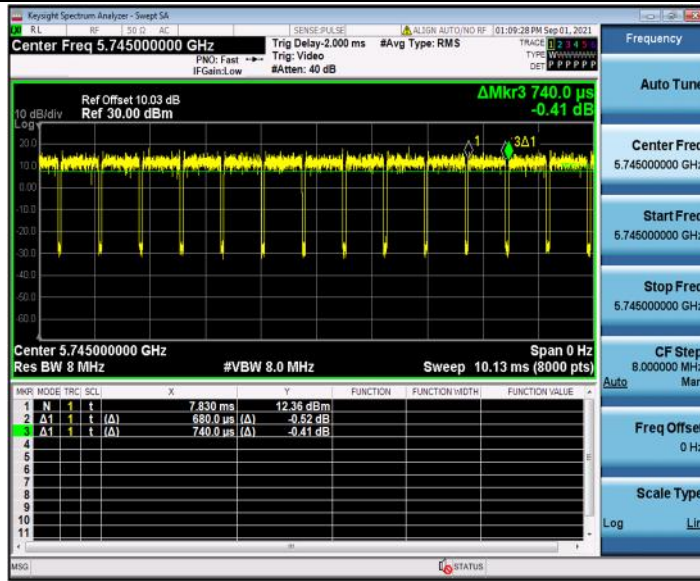 Keysight Spectrum Analyzer - Swept SA
RL RF 50 Ω AC SENSE:PULSE ALIGN AUTO/NO RF 01:09:28 PM Sep 01, 2021
Center Freq 5.745000000 GHz
PNO: Fast
IFGain:Low
Trig Delay-2.000 ms
Trig: Video
#Atten: 40 dB
#Avg Type: RMS
TRACE 1 2 3 4 5 6
TYPE W
DET P P P P P P
Frequency
Auto Tune
Center Freq
5.745000000 GHz
Start Freq
5.745000000 GHz
Stop Freq
5.745000000 GHz
CF Step
8.000000 MHz
Auto Man
Freq Offset
0 Hz
Scale Type
Log Lin
ΔMkr3 740.0 µs
-0.41 dB
Ref Offset 10.03 dB
10 dB/div Ref 30.00 dBm
Log
20.0
10.0
0.00
-10.0
-20.0
-30.0
-40.0
-50.0
-60.0
1
3Δ1
Center 5.745000000 GHz Span 0 Hz
Res BW 8 MHz #VBW 8.0 MHz Sweep 10.13 ms (8000 pts)
MKR MODE TRC SCL X Y FUNCTION FUNCTION WIDTH FUNCTION VALUE
1 N 1 t 7.830 ms 12.36 dBm
2 Δ1 1 t (Δ) 680.0 µs (Δ) -0.52 dB
3 Δ1 1 t (Δ) 740.0 µs (Δ) -0.41 dB
4
5
6
7
8
9
10
11
MSG STATUS